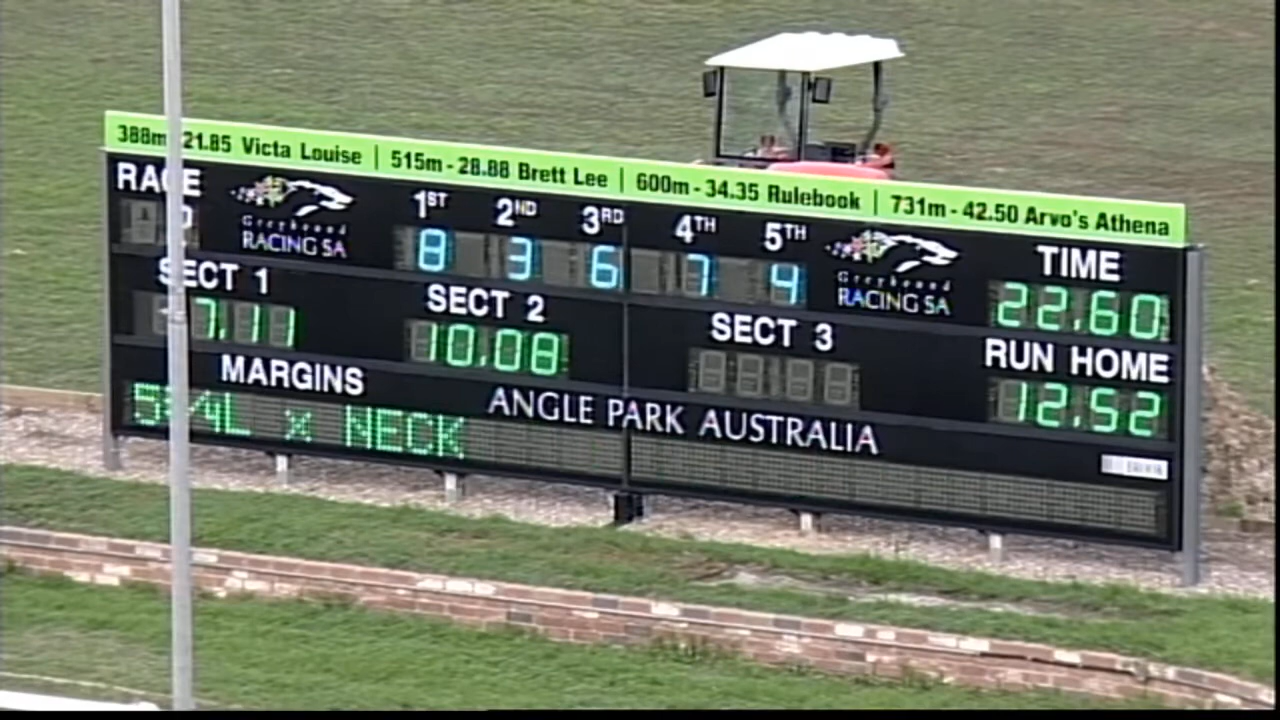 388m 21.85 Victa Louise | 515m - 28.88 Brett Lee | 600m - 34.35 Rulebook | 731m - 42.50 Arvo's Athena
RACE
Greyhound
RACING SA
1ST 2ND 3RD 4TH 5TH
8 3 6 7 4
Greyhound
RACING SA
TIME
22.60
SECT 1
7.11
SECT 2
10.08
SECT 3
RUN HOME
12.52
MARGINS
ANGLE PARK AUSTRALIA
4L x NECK